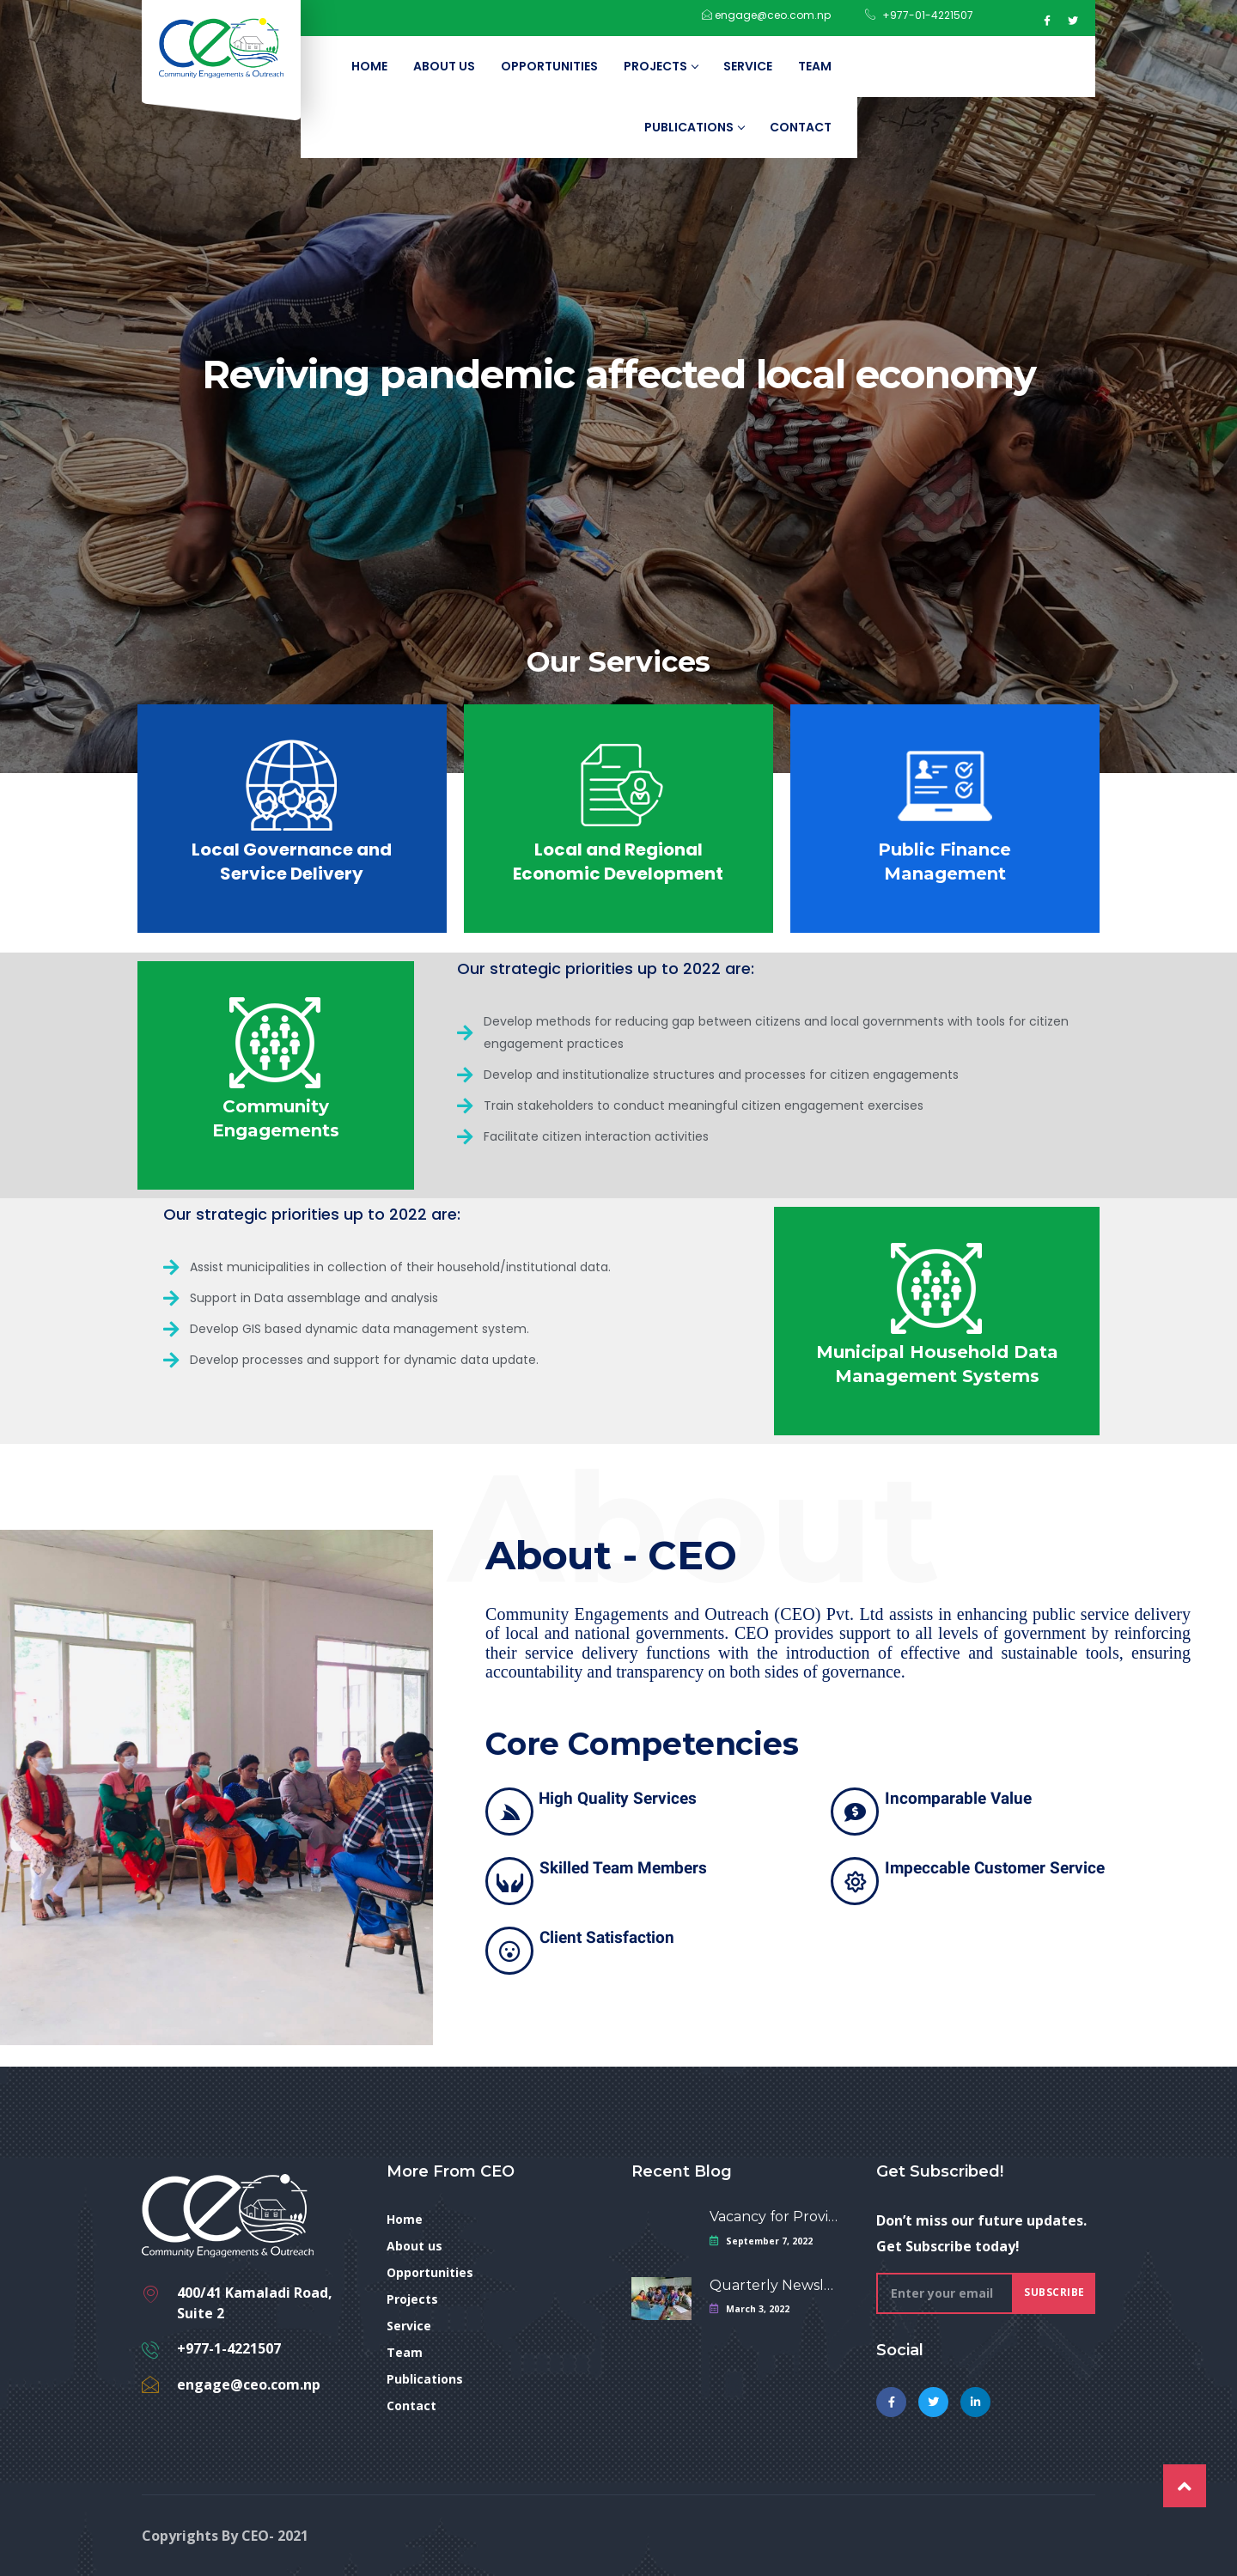 CEO
Community Engagements & Outreach
engage@ceo.com.np
+977-01-4221507
HOME
ABOUT US
OPPORTUNITIES
PROJECTS
SERVICE
TEAM
PUBLICATIONS
CONTACT
Reviving pandemic affected local economy
Our Services
Local Governance and
Service Delivery
Local and Regional
Economic Development
Public Finance
Management
Community
Engagements
Our strategic priorities up to 2022 are:
Develop methods for reducing gap between citizens and local governments with tools for citizen
engagement practices
Develop and institutionalize structures and processes for citizen engagements
Train stakeholders to conduct meaningful citizen engagement exercises
Facilitate citizen interaction activities
Our strategic priorities up to 2022 are:
Assist municipalities in collection of their household/institutional data.
Support in Data assemblage and analysis
Develop GIS based dynamic data management system.
Develop processes and support for dynamic data update.
Municipal Household Data
Management Systems
About
About - CEO
Community Engagements and Outreach (CEO) Pvt. Ltd assists in enhancing public service delivery
of local and national governments. CEO provides support to all levels of government by reinforcing
their service delivery functions with the introduction of effective and sustainable tools, ensuring
accountability and transparency on both sides of governance.
Core Competencies
High Quality Services
Incomparable Value
Skilled Team Members
Impeccable Customer Service
Client Satisfaction
CEO
Community Engagements & Outreach
400/41 Kamaladi Road,
Suite 2
+977-1-4221507
engage@ceo.com.np
More From CEO
Home
About us
Opportunities
Projects
Service
Team
Publications
Contact
Recent Blog
Vacancy for Provi...
September 7, 2022
Quarterly Newsl...
March 3, 2022
Get Subscribed!
Don’t miss our future updates.
Get Subscribe today!
Enter your email
SUBSCRIBE
Social
Copyrights By CEO- 2021